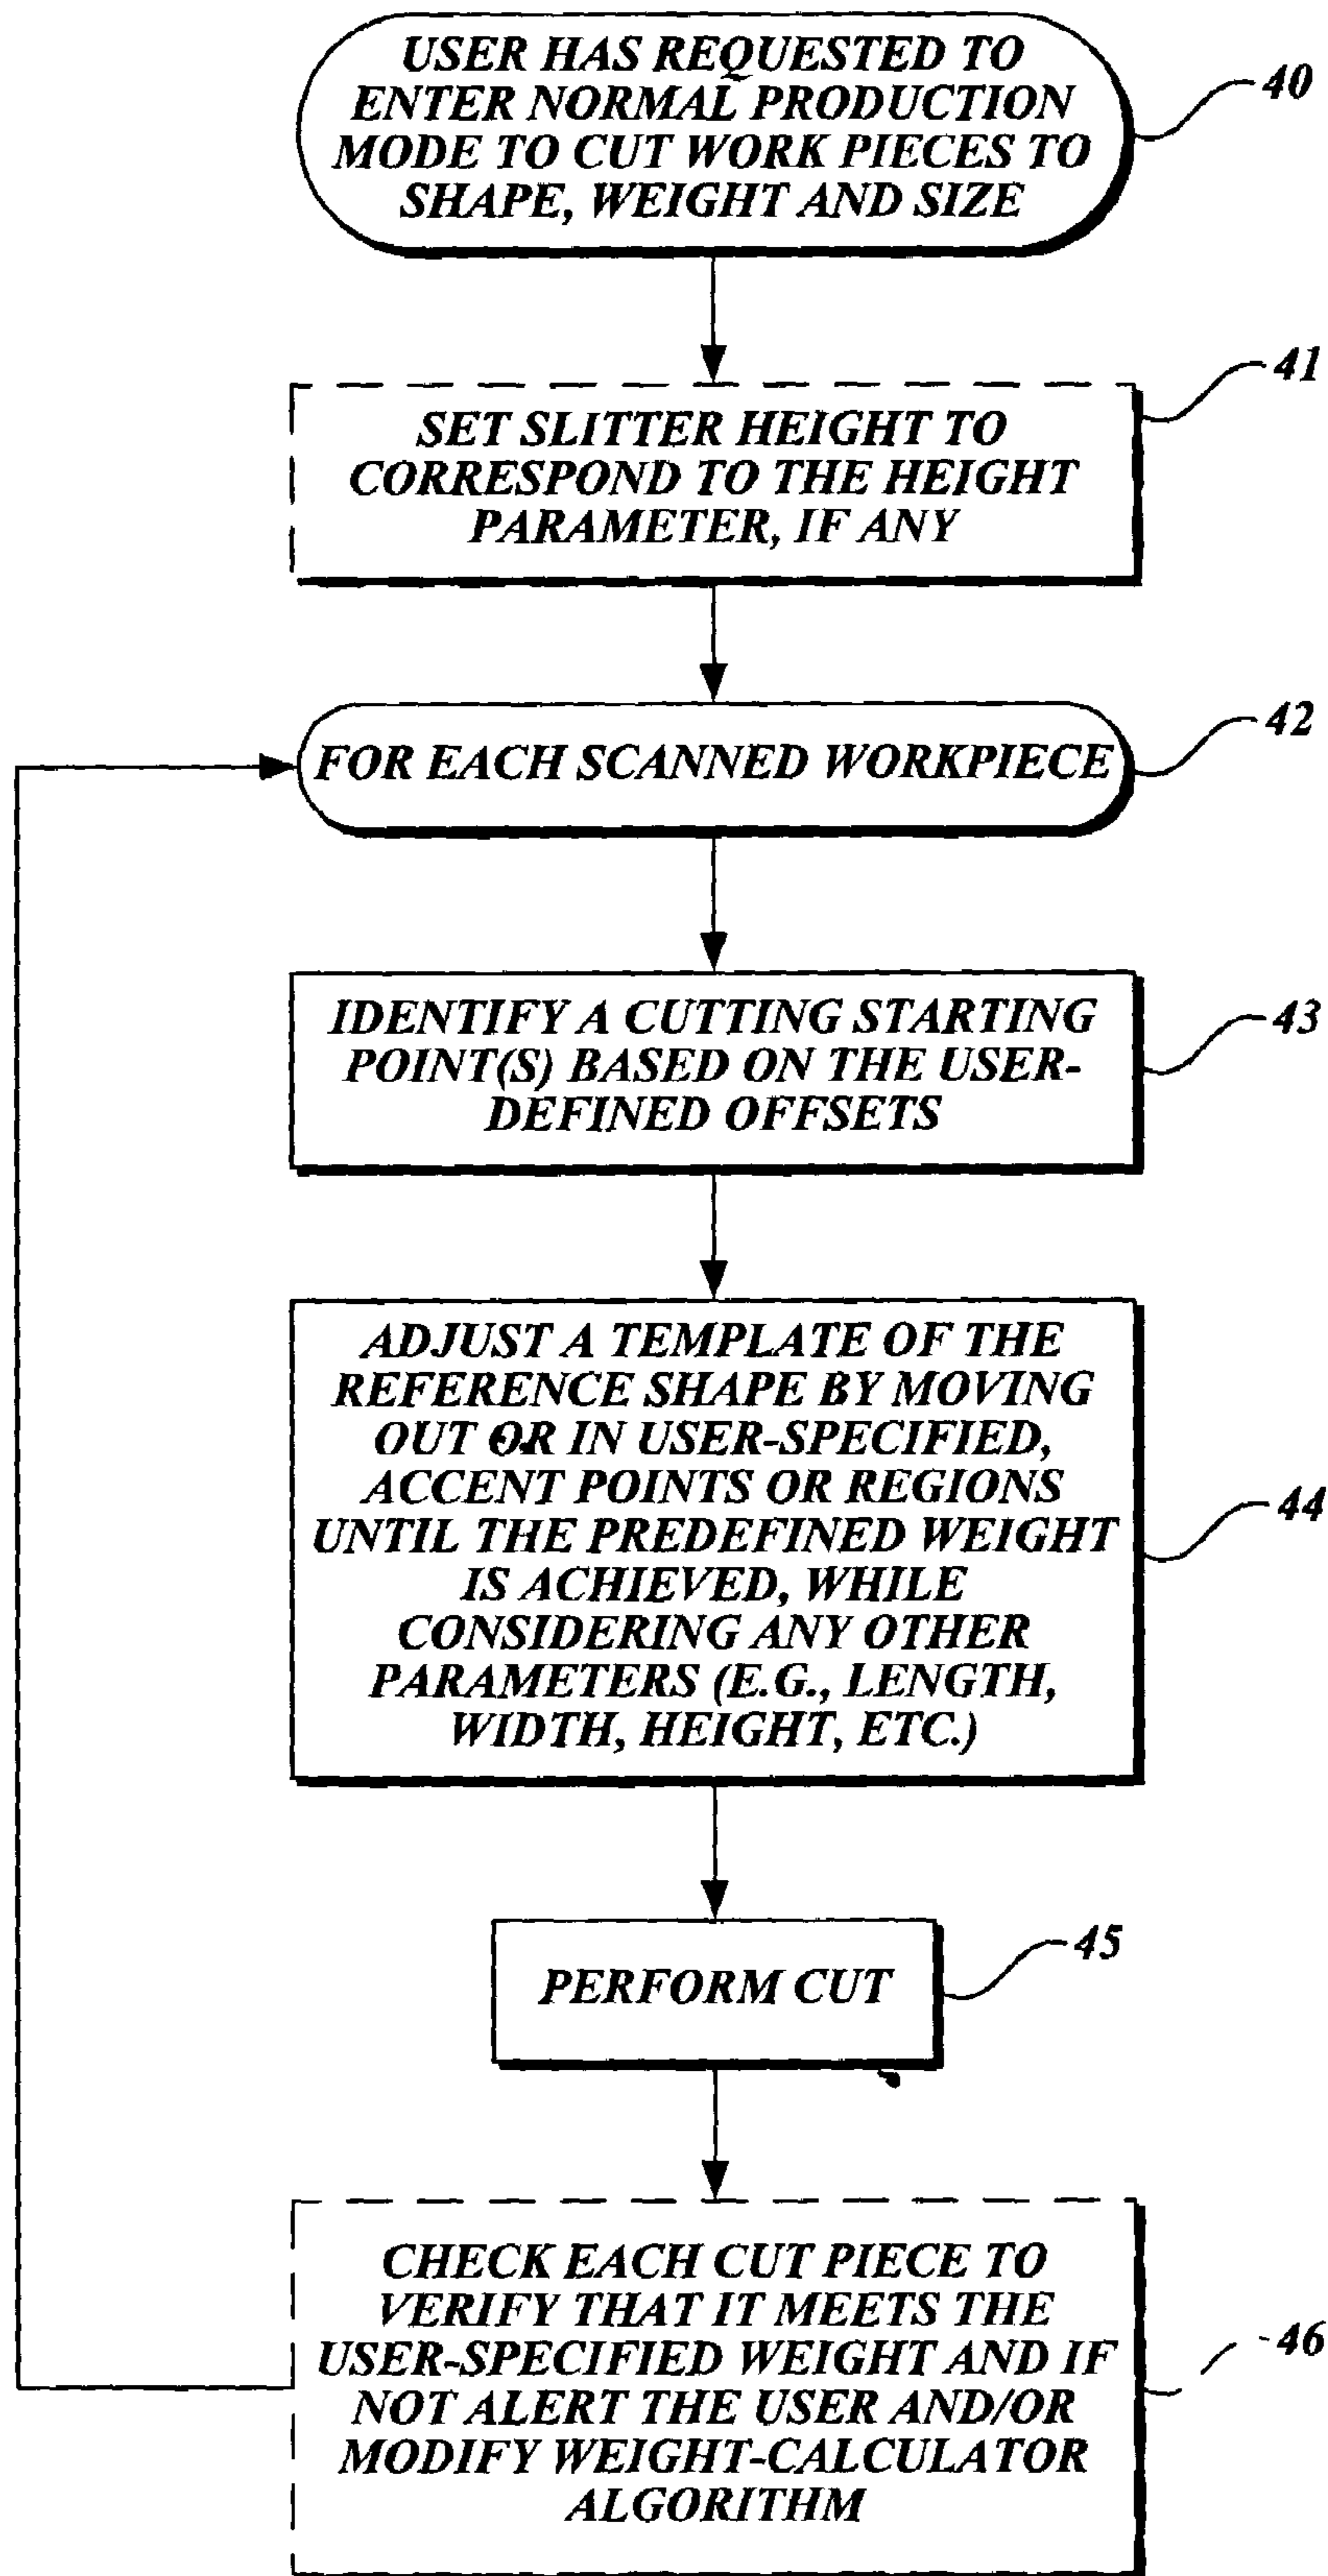 USER HAS REQUESTED TO
ENTER NORMAL PRODUCTION
MODE TO CUT WORK PIECES TO
SHAPE, WEIGHT AND SIZE
40
SET SLITTER HEIGHT TO
CORRESPOND TO THE HEIGHT
PARAMETER, IF ANY
41
FOR EACH SCANNED WORKPIECE
42
IDENTIFY A CUTTING STARTING
POINT(S) BASED ON THE USER-
DEFINED OFFSETS
43
ADJUST A TEMPLATE OF THE
REFERENCE SHAPE BY MOVING
OUT OR IN USER-SPECIFIED,
ACCENT POINTS OR REGIONS
UNTIL THE PREDEFINED WEIGHT
IS ACHIEVED, WHILE
CONSIDERING ANY OTHER
PARAMETERS (E.G., LENGTH,
WIDTH, HEIGHT, ETC.)
44
PERFORM CUT
45
CHECK EACH CUT PIECE TO
VERIFY THAT IT MEETS THE
USER-SPECIFIED WEIGHT AND IF
NOT ALERT THE USER AND/OR
MODIFY WEIGHT-CALCULATOR
ALGORITHM
46